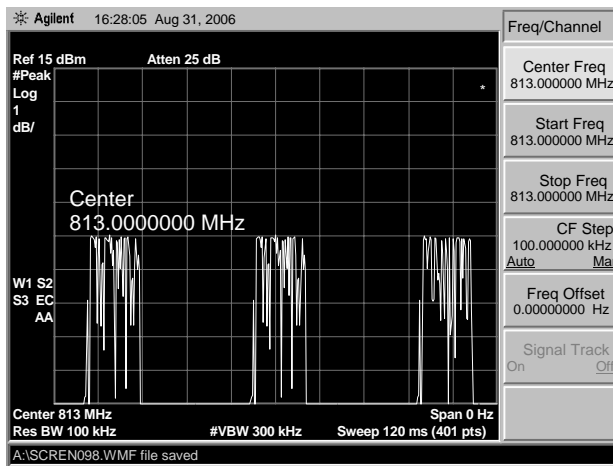 Agilent 16:28:05 Aug 31, 2006
Ref 15 dBm Atten 25 dB
#Peak
Log
1
dB/
*
Center
813.0000000 MHz
W1 S2
S3 EC
AA
Center 813 MHz Span 0 Hz
Res BW 100 kHz #VBW 300 kHz Sweep 120 ms (401 pts)
A:\SCREN098.WMF file saved
Freq/Channel
Center Freq
813.000000 MHz
Start Freq
813.000000 MHz
Stop Freq
813.000000 MHz
CF Step
100.000000 kHz
Auto Ma
Freq Offset
0.00000000 Hz
Signal Track
On Off